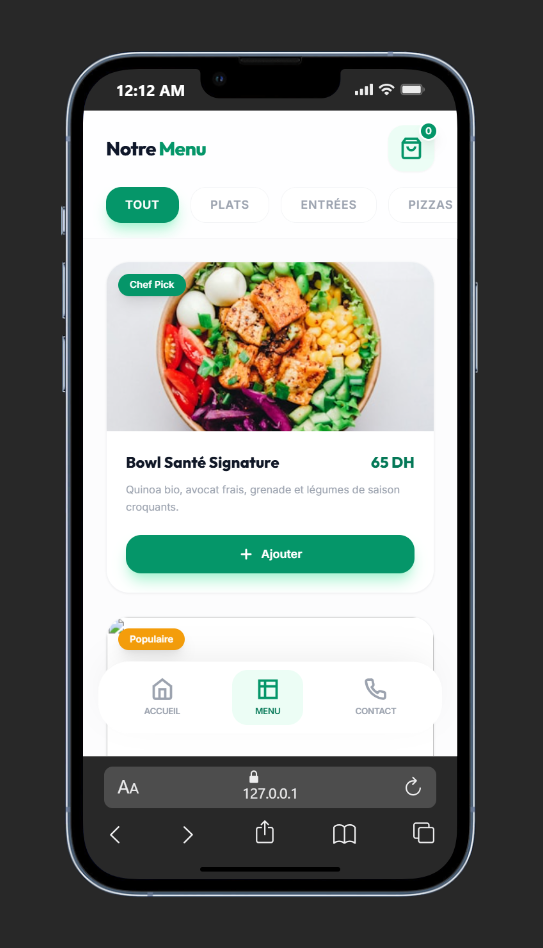 12:12 AM
Notre Menu
0
TOUT
PLATS
ENTRÉES
PIZZAS
Chef Pick
Bowl Santé Signature
65 DH
Quinoa bio, avocat frais, grenade et légumes de saison
croquants.
+ Ajouter
Populaire
ACCUEIL
MENU
CONTACT
AA
127.0.0.1